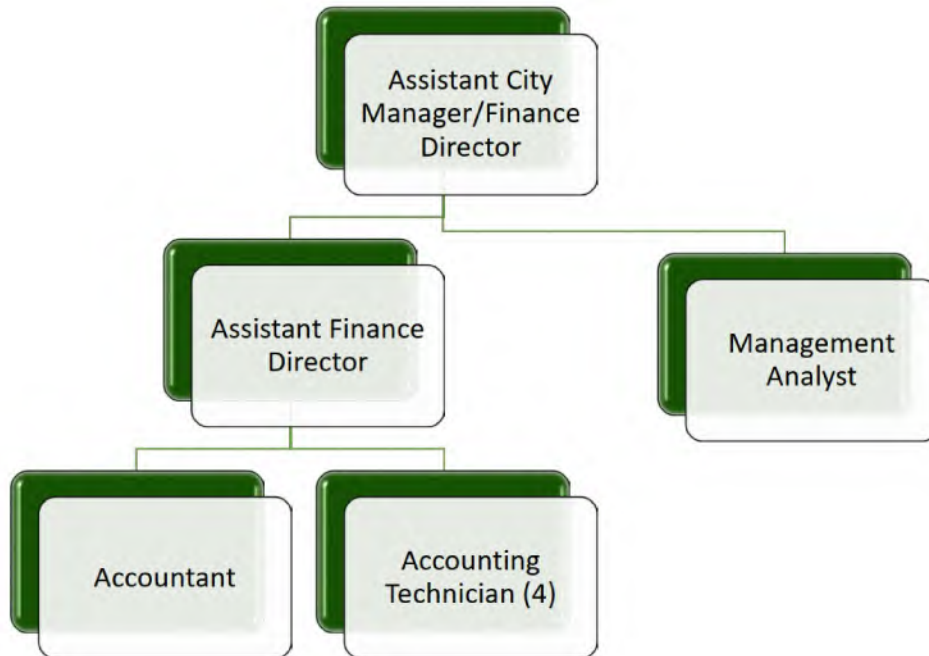 Assistant City
Manager/Finance
Director
Assistant Finance
Director
Management
Analyst
Accountant
Accounting
Technician (4)